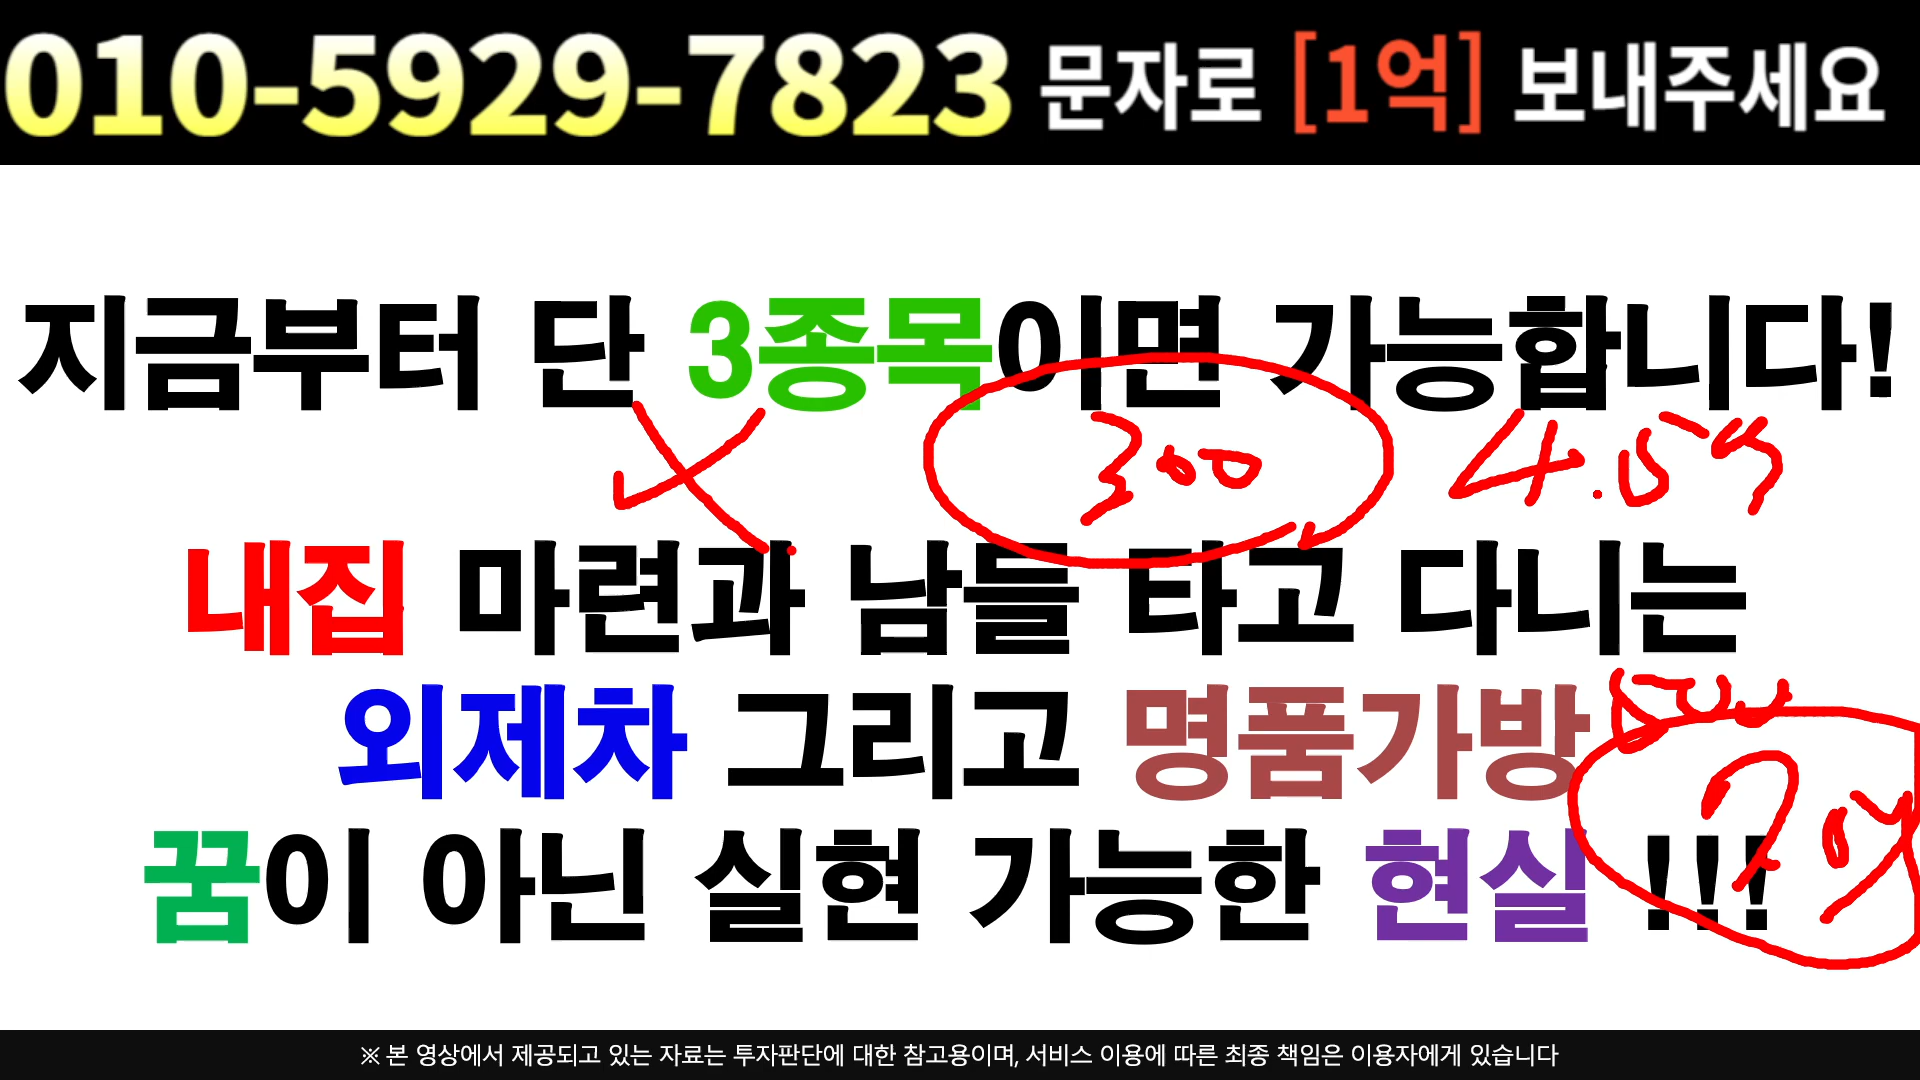 010-5929-7823 문자로 [1억] 보내주세요
지금부터 단 3종목이면 가능합니다!
300
내집 마련과 남들 타고 다니는
외제차 그리고 명품가방
꿈이 아닌 실현 가능한 현실 !!!
※ 본 영상에서 제공되고 있는 자료는 투자판단에 대한 참고용이며, 서비스 이용에 따른 최종 책임은 이용자에게 있습니다